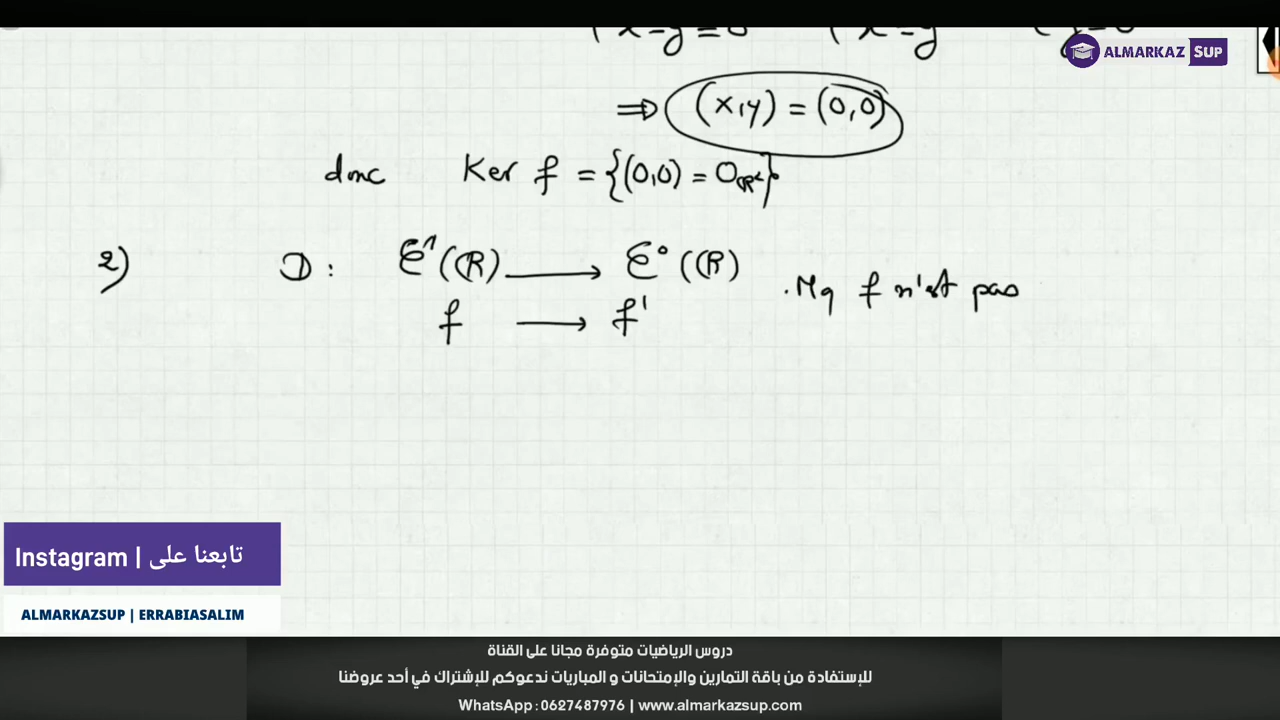 x-y=0 x=y y=0
ALMARKAZ SUP
⇒ (x,y) = (0,0)
donc Ker f = {(0,0) = 0ℝ²}
2) D : 𝒞¹(ℝ) ⟶ 𝒞⁰(ℝ) . Mq f n'est pas
f ⟶ f'
Instagram | تابعنا على
ALMARKAZSUP | ERRABIASALIM
دروس الرياضيات متوفرة مجانا على القناة
للإستفادة من باقة التمارين والإمتحانات و المباريات ندعوكم للإشتراك في أحد عروضنا
WhatsApp : 0627487976 | www.almarkazsup.com